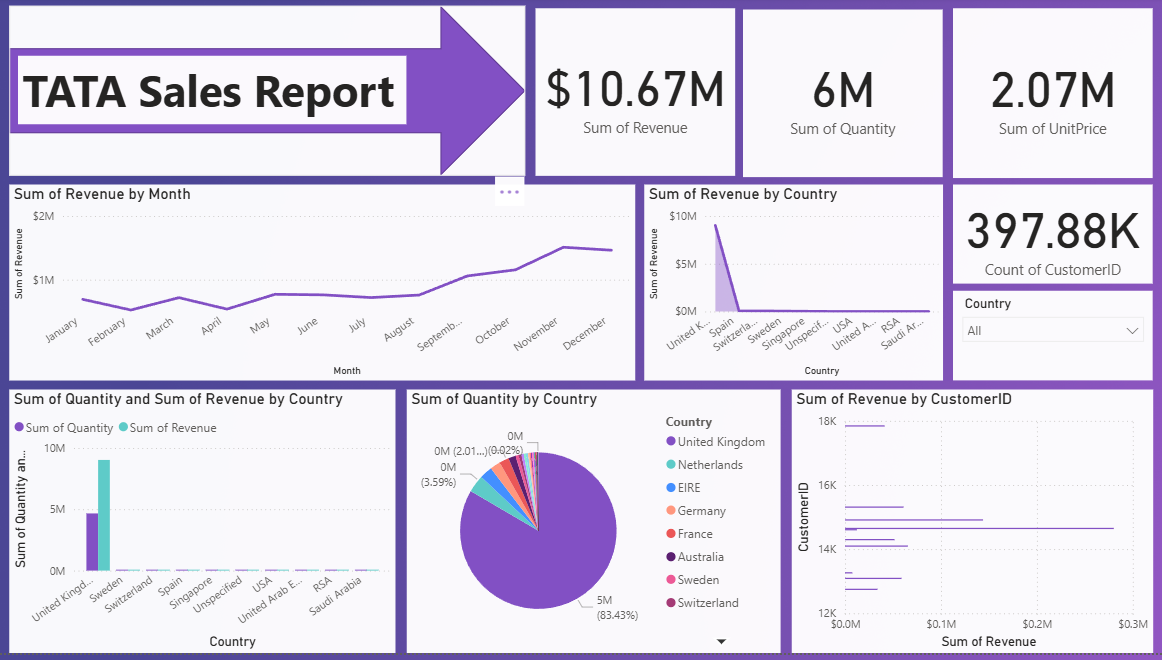 TATA Sales Report
$10.67M
Sum of Revenue
6M
Sum of Quantity
2.07M
Sum of UnitPrice
Sum of Revenue by Month
Sum of Revenue
$2M
$1M
January
February
March
April
May
June
July
August
Septemb...
October
November
December
Month
Sum of Revenue by Country
Sum of Revenue
$10M
$5M
$0M
United K...
Spain
Switzerla...
Sweden
Singapore
Unspecif...
USA
United A...
RSA
Saudi Ar...
Country
397.88K
Count of CustomerID
Country
All
Sum of Quantity and Sum of Revenue by Country
Sum of Quantity
Sum of Revenue
Sum of Quantity an...
10M
5M
0M
United Kingd...
Sweden
Switzerland
Spain
Singapore
Unspecified
USA
United Arab E...
RSA
Saudi Arabia
Country
Sum of Quantity by Country
0M
(0.02%)
0M (2.01...)
0M
(3.59%)
5M
(83.43%)
Country
United Kingdom
Netherlands
EIRE
Germany
France
Australia
Sweden
Switzerland
Sum of Revenue by CustomerID
CustomerID
18K
16K
14K
12K
$0.0M
$0.1M
$0.2M
$0.3M
Sum of Revenue